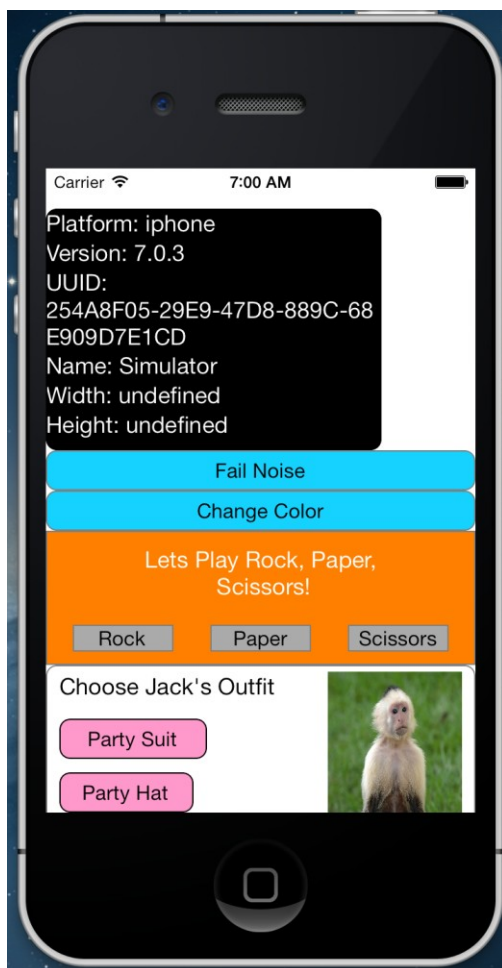 Carrier 7:00 AM
Platform: iphone
Version: 7.0.3
UUID:
254A8F05-29E9-47D8-889C-68
E909D7E1CD
Name: Simulator
Width: undefined
Height: undefined
Fail Noise
Change Color
Lets Play Rock, Paper,
Scissors!
Rock Paper Scissors
Choose Jack's Outfit
Party Suit
Party Hat